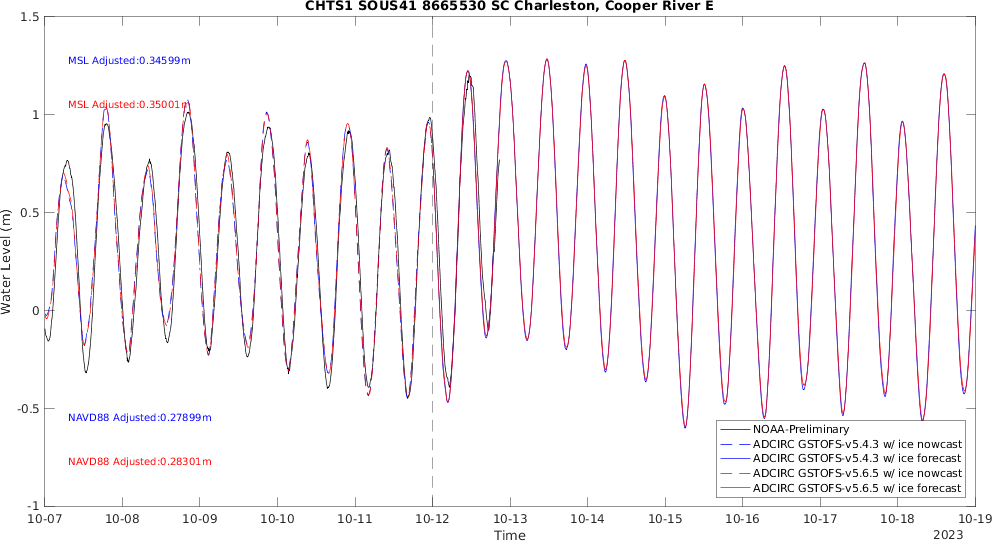 CHTS1 SOUS41 8665530 SC Charleston, Cooper River E
1.5
MSL Adjusted:0.34599m
MSL Adjusted:0.35001m
1
0.5
Water Level (m)
0
-0.5
NAVD88 Adjusted:0.27899m
NAVD88 Adjusted:0.28301m
NOAA-Preliminary
ADCIRC GSTOFS-v5.4.3 w/ ice nowcast
ADCIRC GSTOFS-v5.4.3 w/ ice forecast
ADCIRC GSTOFS-v5.6.5 w/ ice nowcast
ADCIRC GSTOFS-v5.6.5 w/ ice forecast
-1
10-07 10-08 10-09 10-10 10-11 10-12 10-13 10-14 10-15 10-16 10-17 10-18 10-19
Time
2023